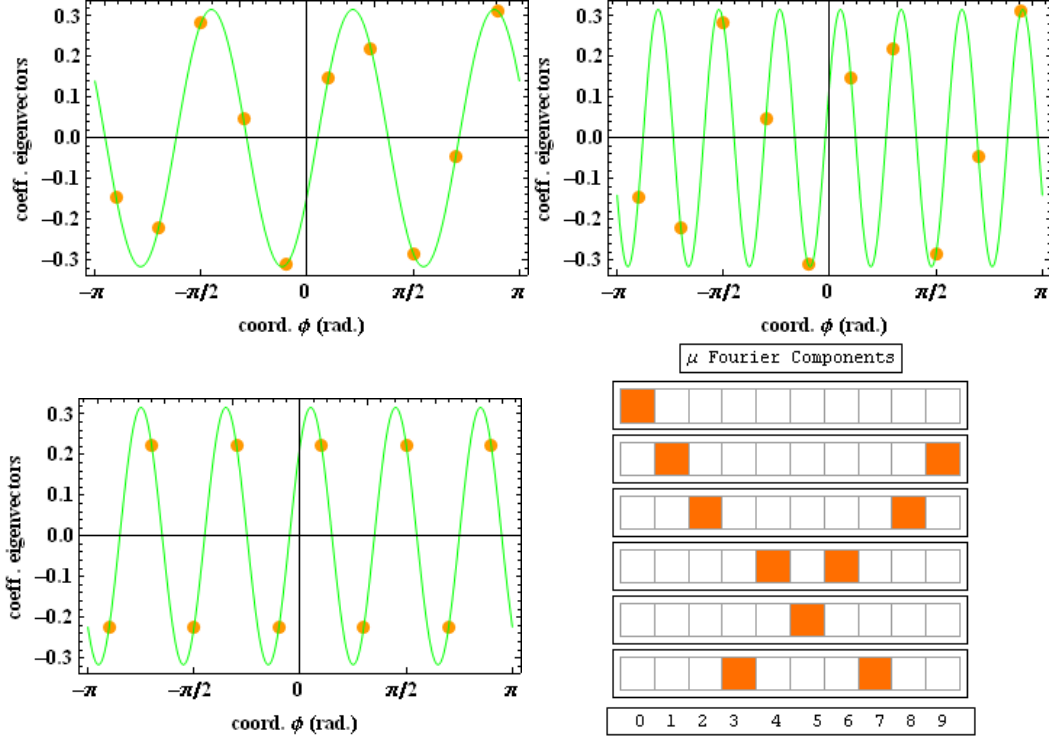 0.3
0.2
0.1
0.0
−0.1
−0.2
−0.3
coeff. eigenvectors
−π −π/2 0 π/2 π
coord. ϕ (rad.)
0.3
0.2
0.1
0.0
−0.1
−0.2
−0.3
coeff. eigenvectors
−π −π/2 0 π/2 π
coord. ϕ (rad.)
0.3
0.2
0.1
0.0
−0.1
−0.2
−0.3
coeff. eigenvectors
−π −π/2 0 π/2 π
coord. ϕ (rad.)
μ Fourier Components
0 1 2 3 4 5 6 7 8 9